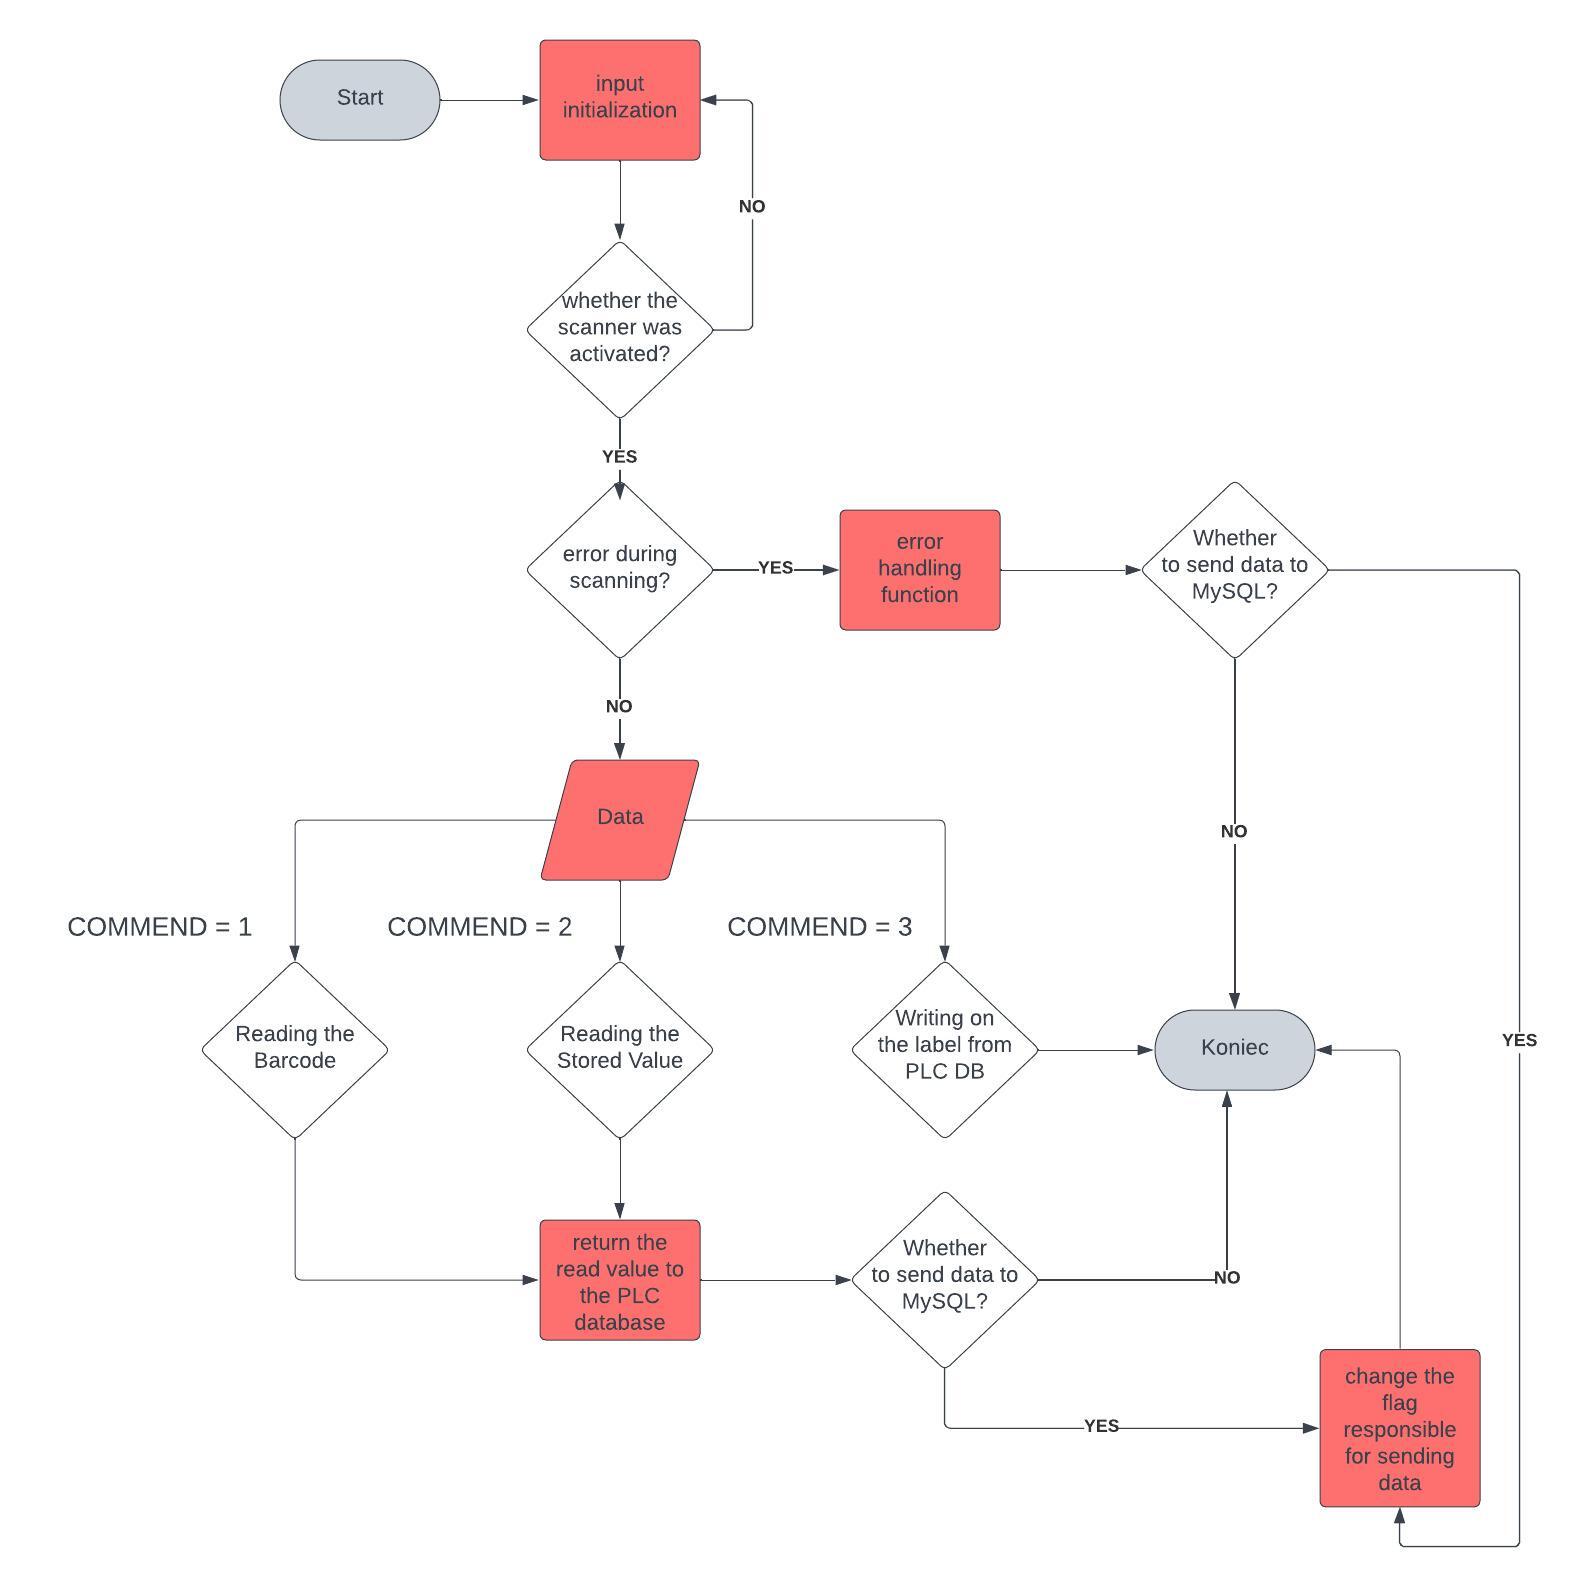 Start
input
initialization
NO
whether the
scanner was
activated?
YES
error during
scanning?
YES
error
handling
function
Whether
to send data to
MySQL?
NO
Data
NO
YES
COMMEND = 1
COMMEND = 2
COMMEND = 3
Reading the
Barcode
Reading the
Stored Value
Writing on
the label from
PLC DB
Koniec
return the
read value to
the PLC
database
Whether
to send data to
MySQL?
NO
YES
change the
flag
responsible
for sending
data